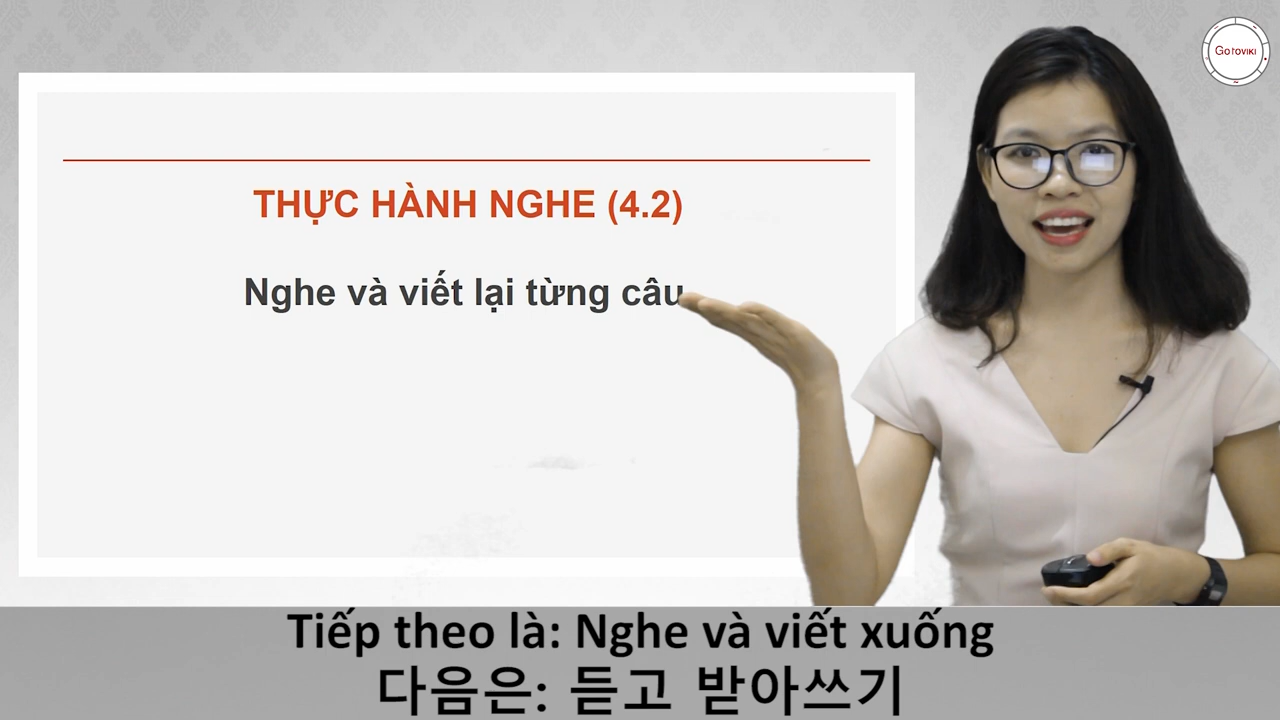 GotoVIKI
THỰC HÀNH NGHE (4.2)
Nghe và viết lại từng câu
Tiếp theo là: Nghe và viết xuống
다음은: 듣고 받아쓰기